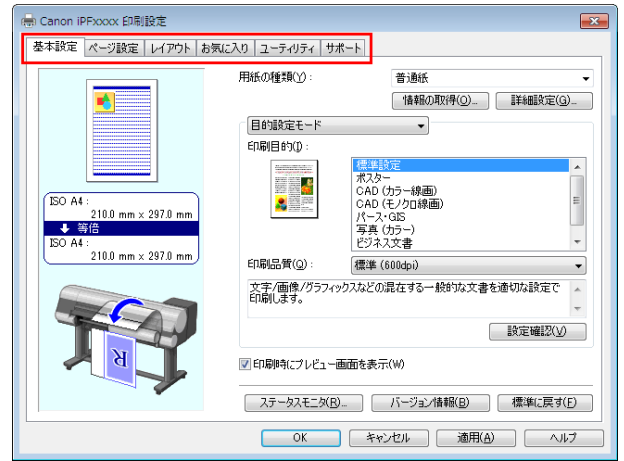 Canon iPFxxxx 印刷設定
基本設定 ページ設定 レイアウト お気に入り ユーティリティ サポート
用紙の種類(Y) : 普通紙
情報の取得(O)... 詳細設定(G)...
目的設定モード
印刷目的(I) :
標準設定
ポスター
CAD (カラー線画)
CAD (モノクロ線画)
パース・GIS
写真 (カラー)
ビジネス文書
ISO A4 :
210.0 mm x 297.0 mm
等倍
ISO A4 :
210.0 mm x 297.0 mm
印刷品質(Q) : 標準 (600dpi)
文字/画像/グラフィックスなどの混在する一般的な文書を適切な設定で
印刷します。
設定確認(V)
R
印刷時にプレビュー画面を表示(W)
ステータスモニタ(R)... バージョン情報(B) 標準に戻す(F)
OK キャンセル 適用(A) ヘルプ